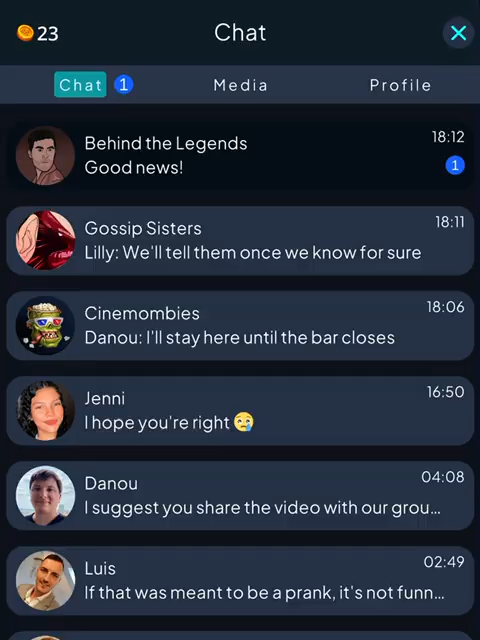 23
Chat
Chat 1
Media
Profile
Behind the Legends
18:12
Good news!
1
Gossip Sisters
18:11
Lilly: We'll tell them once we know for sure
Cinemombies
18:06
Danou: I'll stay here until the bar closes
Jenni
16:50
I hope you're right 😢
Danou
04:08
I suggest you share the video with our grou...
Luis
02:49
If that was meant to be a prank, it's not funn...